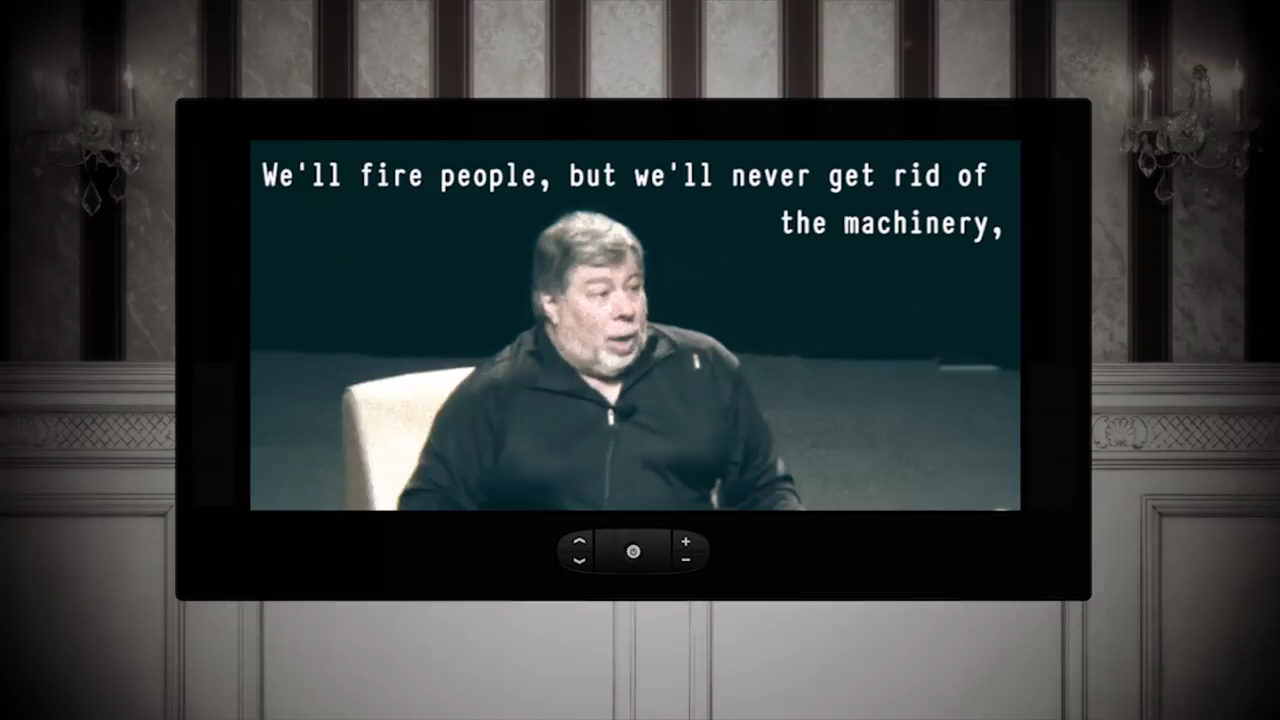 We'll fire people, but we'll never get rid of
the machinery,